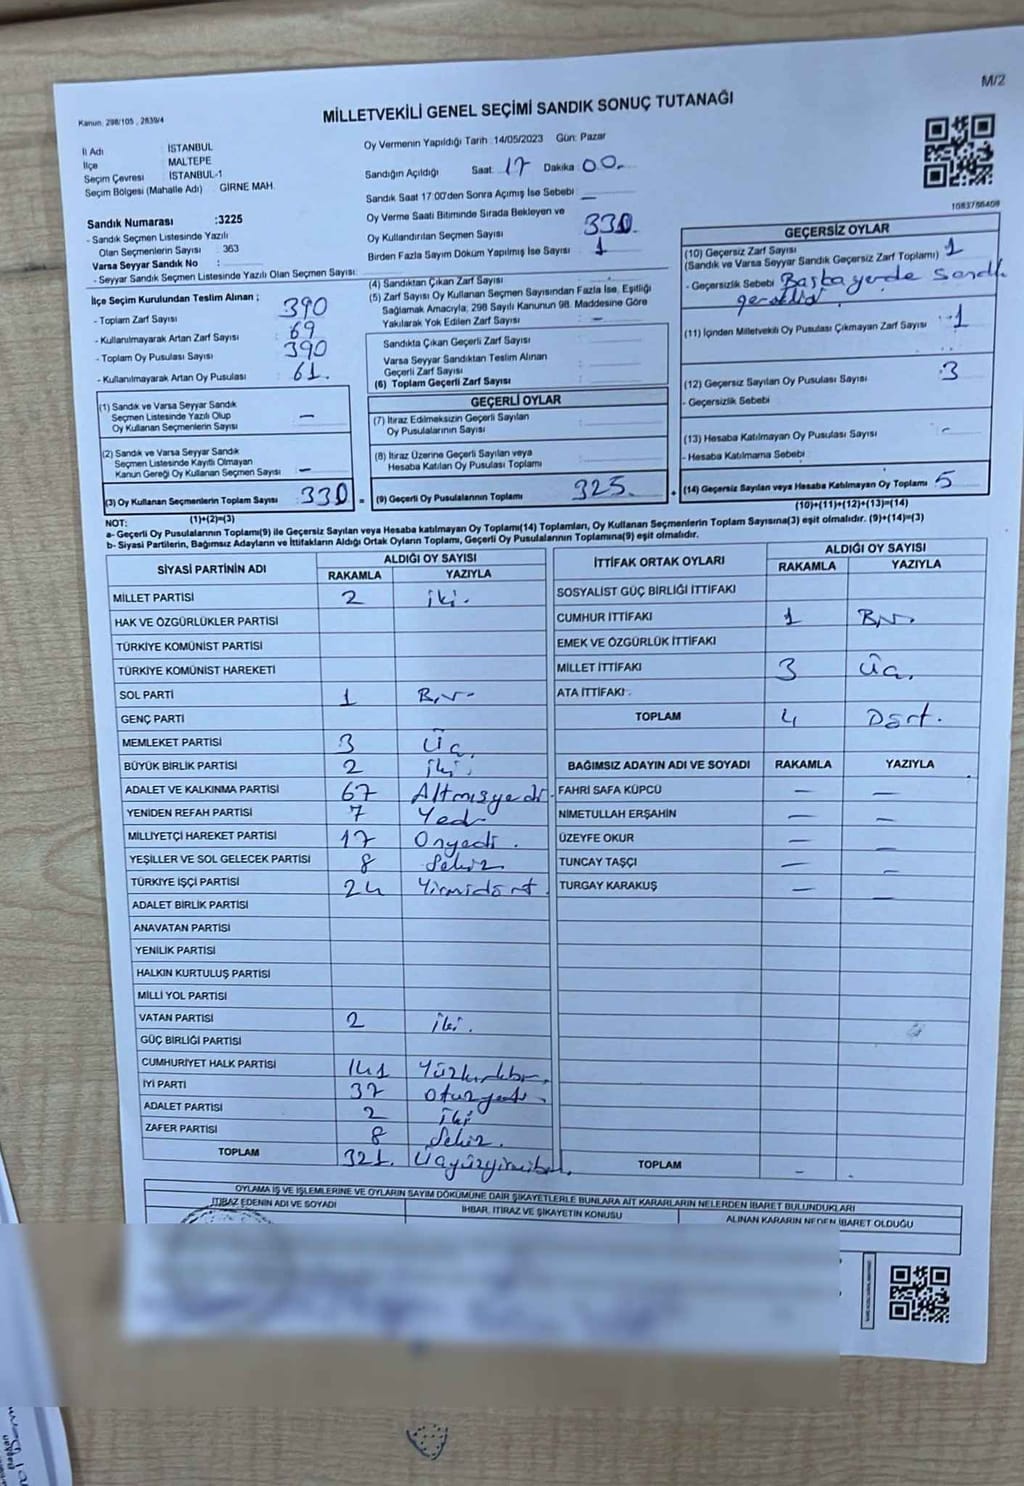 M/2
MİLLETVEKİLİ GENEL SEÇİMİ SANDIK SONUÇ TUTANAĞI
Kanun: 298/105 , 2839/4
İl Adı İSTANBUL
İlçe MALTEPE
Seçim Çevresi İSTANBUL-1
Seçim Bölgesi (Mahalle Adı) GİRNE MAH.
Oy Vermenin Yapıldığı Tarih : 14/05/2023 Gün: Pazar
Sandığın Açıldığı Saat: 17 Dakika 00
Sandık Saat 17.00'den Sonra Açımış İse Sebebi :
Oy Verme Saati Bitiminde Sırada Bekleyen ve
Oy Kullandırılan Seçmen Sayısı : 330
Birden Fazla Sayım Döküm Yapılmış İse Sayısı : 1
1083786409
Sandık Numarası :3225
- Sandık Seçmen Listesinde Yazılı
Olan Seçmenlerin Sayısı : 363
Varsa Seyyar Sandık No :
- Seyyar Sandık Seçmen Listesinde Yazılı Olan Seçmen Sayısı:
İlçe Seçim Kurulundan Teslim Alınan ;
- Toplam Zarf Sayısı : 390
- Kullanılmayarak Artan Zarf Sayısı : 69
- Toplam Oy Pusulası Sayısı : 390
- Kullanılmayarak Artan Oy Pusulası : 61.
(1) Sandık ve Varsa Seyyar Sandık
Seçmen Listesinde Yazılı Olup
Oy Kullanan Seçmenlerin Sayısı : —
(2) Sandık ve Varsa Seyyar Sandık
Seçmen Listesinde Kayıtlı Olmayan
Kanun Gereği Oy Kullanan Seçmen Sayısı : —
(3) Oy Kullanan Seçmenlerin Toplam Sayısı : 330
(1)+(2)=(3)
(4) Sandıktan Çıkan Zarf Sayısı :
(5) Zarf Sayısı Oy Kullanan Seçmen Sayısından Fazla İse, Eşitliği
Sağlamak Amacıyla, 298 Sayılı Kanunun 98. Maddesine Göre
Yakılarak Yok Edilen Zarf Sayısı : —
Sandıkta Çıkan Geçerli Zarf Sayısı :
Varsa Seyyar Sandıktan Teslim Alınan
Geçerli Zarf Sayısı :
(6) Toplam Geçerli Zarf Sayısı :
GEÇERLİ OYLAR
(7) İtiraz Edilmeksizin Geçerli Sayılan
Oy Pusulalarının Sayısı :
(8) İtiraz Üzerine Geçerli Sayılan veya
Hesaba Katılan Oy Pusulası Toplamı :
= (9) Geçerli Oy Pusulalarının Toplamı : 325.
GEÇERSİZ OYLAR
(10) Geçersiz Zarf Sayısı
(Sandık ve Varsa Seyyar Sandık Geçersiz Zarf Toplamı) : 1
- Geçersizlik Sebebi : Başka yerde
(11) İçinden Milletvekili Oy Pusulası Çıkmayan Zarf Sayısı : 1
(12) Geçersiz Sayılan Oy Pusulası Sayısı : 3
- Geçersizlik Sebebi
(13) Hesaba Katılmayan Oy Pusulası Sayısı : -
- Hesaba Katılmama Sebebi :
+ (14) Geçersiz Sayılan veya Hesaba Katılmayan Oy Toplamı : 5
(10)+(11)+(12)+(13)=(14)
NOT:
a- Geçerli Oy Pusulalarının Toplamı(9) ile Geçersiz Sayılan veya Hesaba katılmayan Oy Toplamı(14) Toplamları, Oy Kullanan Seçmenlerin Toplam Sayısına(3) eşit olmalıdır. (9)+(14)=(3)
b- Siyasi Partilerin, Bağımsız Adayların ve İttifakların Aldığı Ortak Oyların Toplamı, Geçerli Oy Pusulalarının Toplamına(9) eşit olmalıdır.
SİYASİ PARTİNİN ADI ALDIĞI OY SAYISI
RAKAMLA YAZIYLA
MİLLET PARTİSİ 2 iki.
HAK VE ÖZGÜRLÜKLER PARTİSİ
TÜRKİYE KOMÜNİST PARTİSİ
TÜRKİYE KOMÜNİST HAREKETİ
SOL PARTİ 1 Bir
GENÇ PARTİ
MEMLEKET PARTİSİ 3 Üç
BÜYÜK BİRLİK PARTİSİ 2 iki.
ADALET VE KALKINMA PARTİSİ 67 Altmışyedi
YENİDEN REFAH PARTİSİ 7 Yedi
MİLLİYETÇİ HAREKET PARTİSİ 17 Onyedi.
YEŞİLLER VE SOL GELECEK PARTİSİ 8 Sekiz
TÜRKİYE İŞÇİ PARTİSİ 24 Yirmidört
ADALET BİRLİK PARTİSİ
ANAVATAN PARTİSİ
YENİLİK PARTİSİ
HALKIN KURTULUŞ PARTİSİ
MİLLİ YOL PARTİSİ
VATAN PARTİSİ 2 iki.
GÜÇ BİRLİĞİ PARTİSİ
CUMHURİYET HALK PARTİSİ 141 Yüzkırkbir
İYİ PARTİ 37 Otuzyedi
ADALET PARTİSİ 2 iki
ZAFER PARTİSİ 8 Sekiz.
TOPLAM 321. Üçyüzyirmibir
İTTİFAK ORTAK OYLARI ALDIĞI OY SAYISI
RAKAMLA YAZIYLA
SOSYALİST GÜÇ BİRLİĞİ İTTİFAKI
CUMHUR İTTİFAKI 1 Bir
EMEK VE ÖZGÜRLÜK İTTİFAKI
MİLLET İTTİFAKI 3 Üç.
ATA İTTİFAKI
TOPLAM 4 Dört.
BAĞIMSIZ ADAYIN ADI VE SOYADI RAKAMLA YAZIYLA
FAHRİ SAFA KÜPCÜ — —
NİMETULLAH ERŞAHİN — —
ÜZEYFE OKUR — —
TUNCAY TAŞÇI — —
TURGAY KARAKUŞ — —
TOPLAM -
OYLAMA İŞ VE İŞLEMLERİNE VE OYLARIN SAYIM DÖKÜMÜNE DAİR ŞİKAYETLERLE BUNLARA AİT KARARLARIN NELERDEN İBARET BULUNDUKLARI
İTİRAZ EDENİN ADI VE SOYADI İHBAR, İTİRAZ VE ŞİKAYETİN KONUSU ALINAN KARARIN NEDEN İBARET OLDUĞU